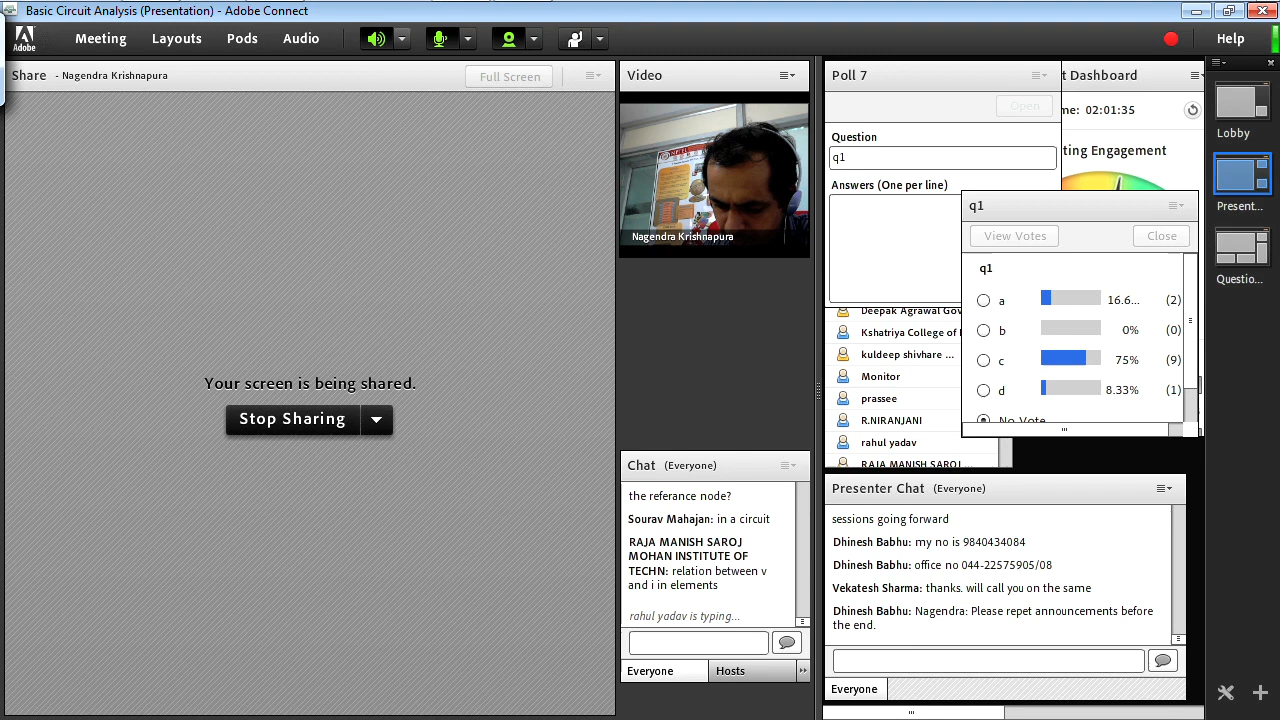 Basic Circuit Analysis (Presentation) - Adobe Connect
Adobe
Meeting Layouts Pods Audio Help
Share - Nagendra Krishnapura Full Screen
Your screen is being shared.
Stop Sharing
Video
Nagendra Krishnapura
Chat (Everyone)
the referance node?
Sourav Mahajan: in a circuit
RAJA MANISH SAROJ
MOHAN INSTITUTE OF
TECHN: relation between v
and i in elements
rahul yadav is typing...
Everyone Hosts
Poll 7
Open
Question
q1
Answers (One per line)
t Dashboard
me: 02:01:35
ting Engagement
q1
View Votes Close
q1
a 16.6... (2)
b 0% (0)
c 75% (9)
d 8.33% (1)
No Vote
Deepak Agrawal Gov
Kshatriya College of
kuldeep shivhare ...
Monitor
prassee
R.NIRANJANI
rahul yadav
RAJA MANISH SAROJ ...
Presenter Chat (Everyone)
sessions going forward
Dhinesh Babhu: my no is 9840434084
Dhinesh Babhu: office no 044-22575905/08
Vekatesh Sharma: thanks. will call you on the same
Dhinesh Babhu: Nagendra: Please repet announcements before
the end.
Everyone
Lobby
Present...
Questio...